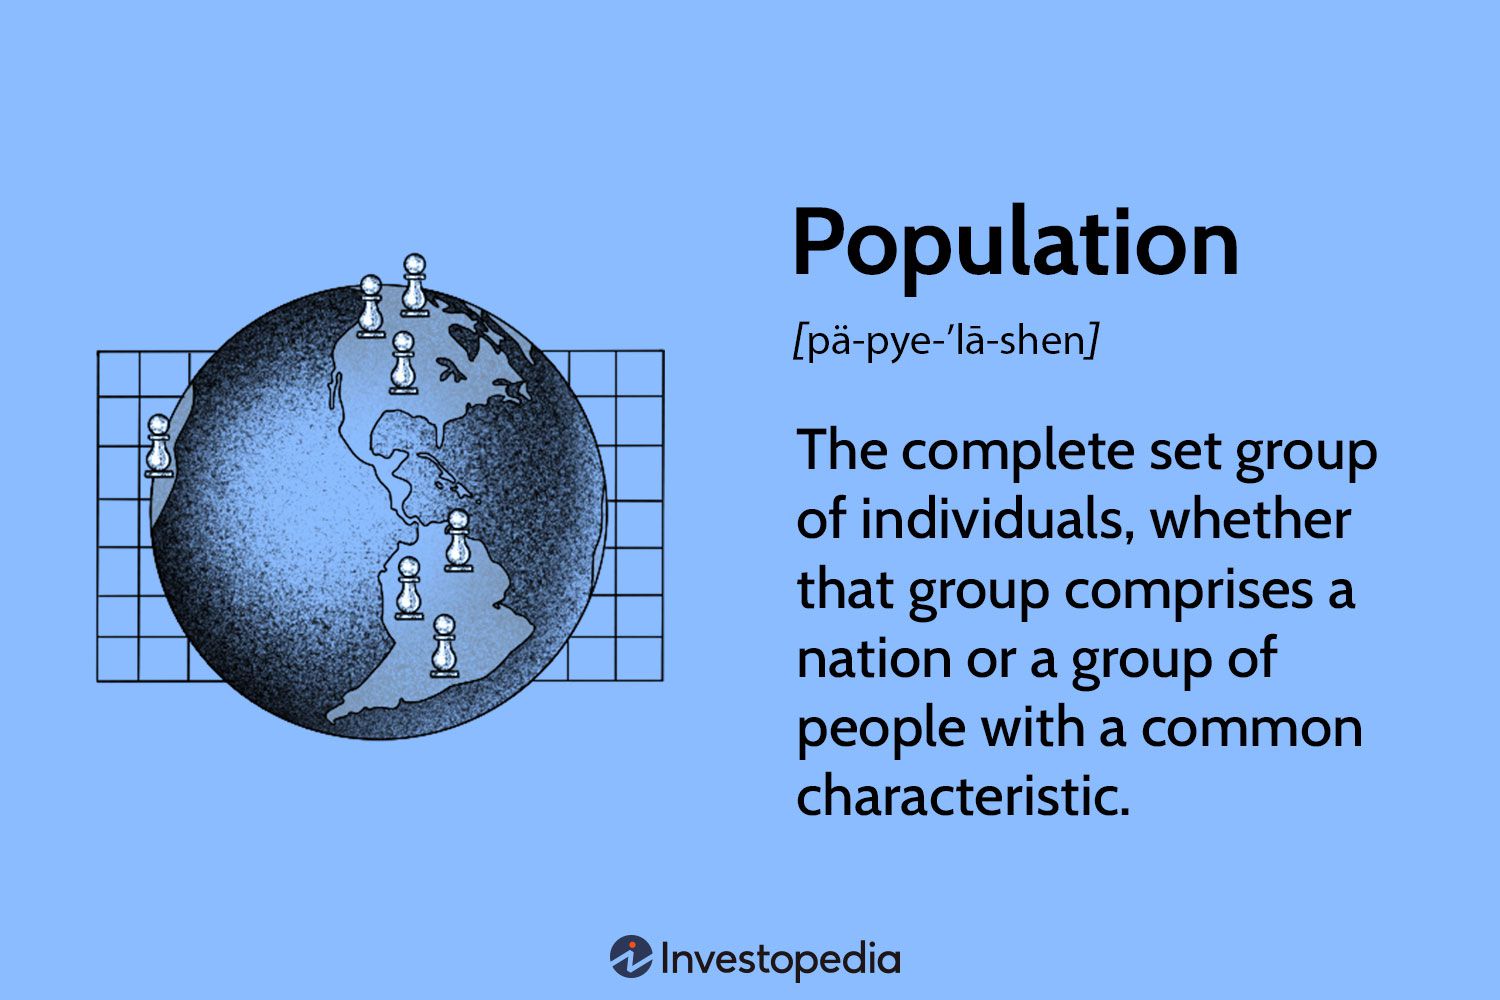 Population
[pä-pye-ʹlā-shen]
The complete set group
of individuals, whether
that group comprises a
nation or a group of
people with a common
characteristic.
Investopedia